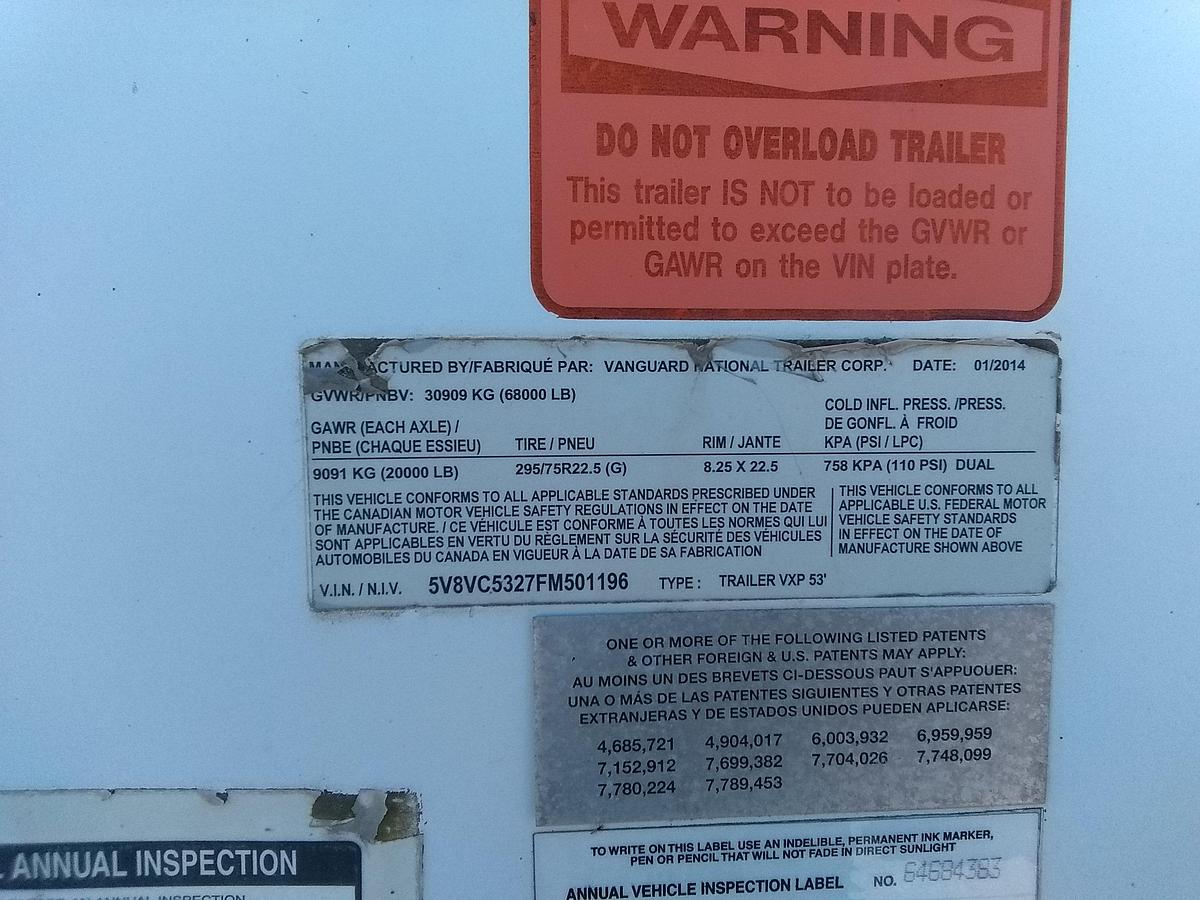 WARNING
DO NOT OVERLOAD TRAILER
This trailer IS NOT to be loaded or
permitted to exceed the GVWR or
GAWR on the VIN plate.
MANUFACTURED BY/FABRIQUÉ PAR: VANGUARD NATIONAL TRAILER CORP. DATE: 01/2014
GVWR/PNBV: 30909 KG (68000 LB)
COLD INFL. PRESS. /PRESS.
DE GONFL. À FROID
KPA (PSI / LPC)
GAWR (EACH AXLE) /
PNBE (CHAQUE ESSIEU) TIRE / PNEU RIM / JANTE
9091 KG (20000 LB) 295/75R22.5 (G) 8.25 X 22.5 758 KPA (110 PSI) DUAL
THIS VEHICLE CONFORMS TO ALL APPLICABLE STANDARDS PRESCRIBED UNDER
THE CANADIAN MOTOR VEHICLE SAFETY REGULATIONS IN EFFECT ON THE DATE
OF MANUFACTURE. / CE VÉHICULE EST CONFORME À TOUTES LES NORMES QUI LUI
SONT APPLICABLES EN VERTU DU RÈGLEMENT SUR LA SÉCURITÉ DES VÉHICULES
AUTOMOBILES DU CANADA EN VIGUEUR À LA DATE DE SA FABRICATION
THIS VEHICLE CONFORMS TO ALL
APPLICABLE U.S. FEDERAL MOTOR
VEHICLE SAFETY STANDARDS
IN EFFECT ON THE DATE OF
MANUFACTURE SHOWN ABOVE
V.I.N. / N.I.V. 5V8VC5327FM501196 TYPE : TRAILER VXP 53'
ONE OR MORE OF THE FOLLOWING LISTED PATENTS
& OTHER FOREIGN & U.S. PATENTS MAY APPLY:
AU MOINS UN DES BREVETS CI-DESSOUS PAUT S'APPUOUER:
UNA O MÁS DE LAS PATENTES SIGUIENTES Y OTRAS PATENTES
EXTRANJERAS Y DE ESTADOS UNIDOS PUEDEN APLICARSE:
4,685,721 4,904,017 6,003,932 6,959,959
7,152,912 7,699,382 7,704,026 7,748,099
7,780,224 7,789,453
TO WRITE ON THIS LABEL USE AN INDELIBLE, PERMANENT INK MARKER,
PEN OR PENCIL THAT WILL NOT FADE IN DIRECT SUNLIGHT
ANNUAL VEHICLE INSPECTION LABEL NO. 64684383
ANNUAL INSPECTION